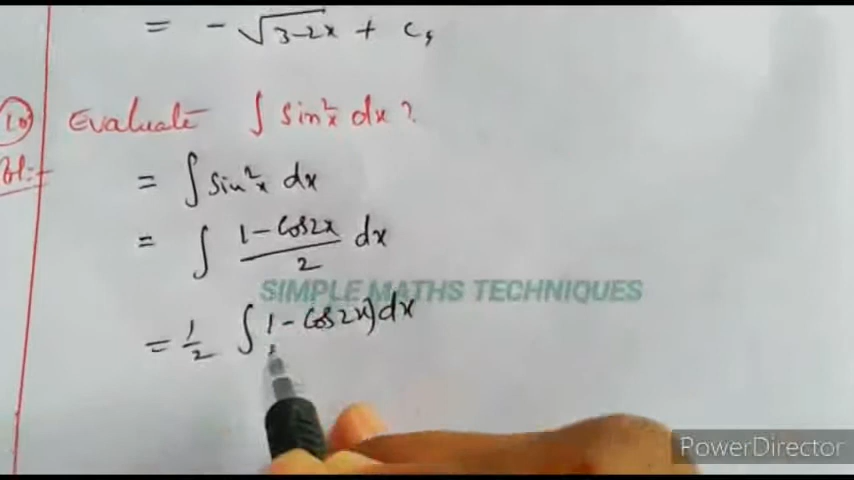 = - √3-2x + c,
10) Evaluate ∫ sin²x dx ?
Sol:-
= ∫ sin²x dx
= ∫ 1-cos2x / 2 dx
SIMPLE MATHS TECHNIQUES
= 1/2 ∫ 1 - cos2x) dx
PowerDirector